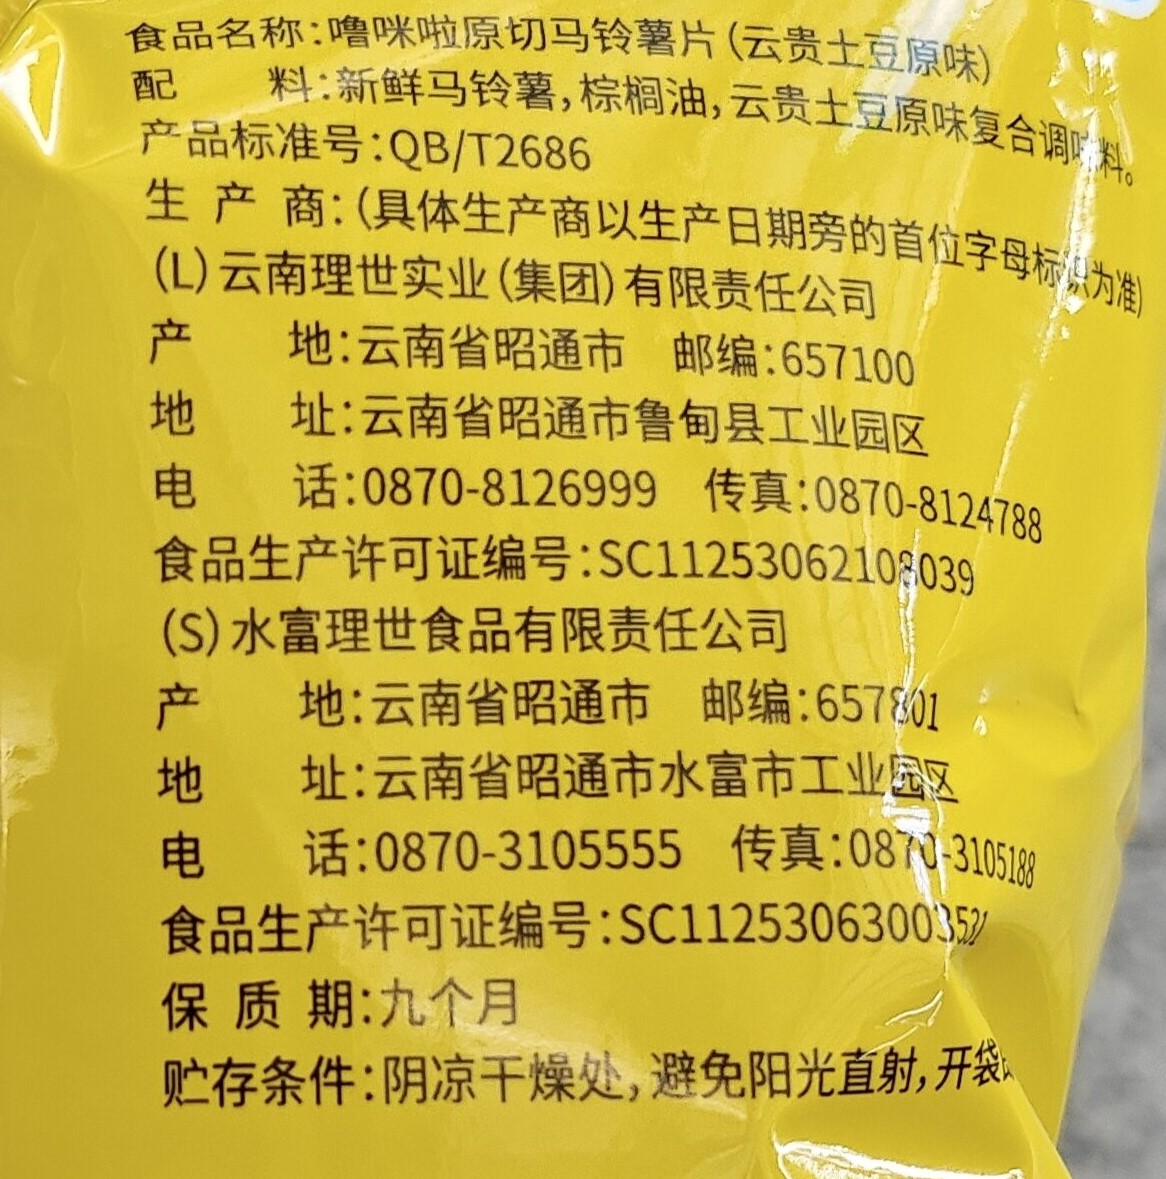 食品名称:噜咪啦原切马铃薯片(云贵土豆原味)
配 料:新鲜马铃薯,棕榈油,云贵土豆原味复合调味料。
产品标准号:QB/T2686
生 产 商:(具体生产商以生产日期旁的首位字母标识为准)
(L)云南理世实业(集团)有限责任公司
产 地:云南省昭通市 邮编:657100
地 址:云南省昭通市鲁甸县工业园区
电 话:0870-8126999 传真:0870-8124788
食品生产许可证编号:SC11253062108039
(S)水富理世食品有限责任公司
产 地:云南省昭通市 邮编:657801
地 址:云南省昭通市水富市工业园区
电 话:0870-3105555 传真:0870-3105188
食品生产许可证编号:SC11253063003531
保 质 期:九个月
贮存条件:阴凉干燥处,避免阳光直射,开袋